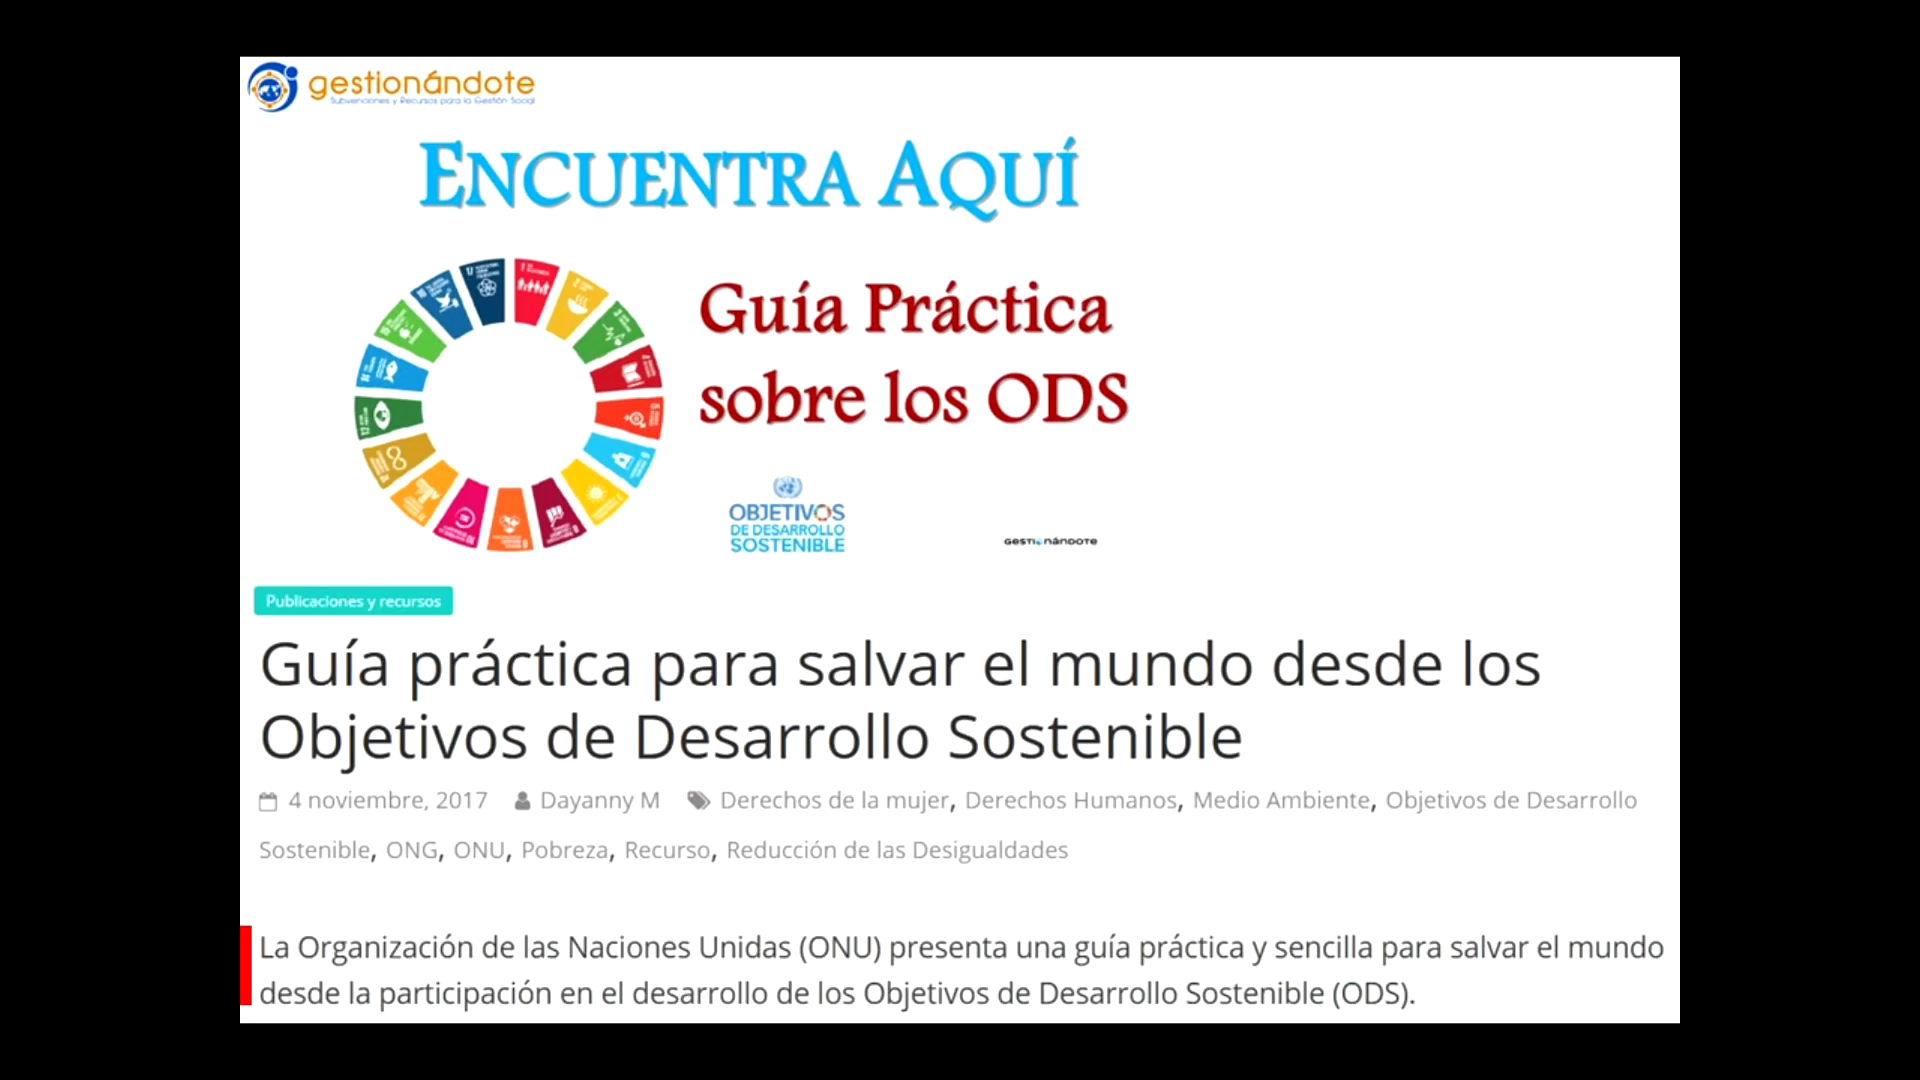 gestionándote
Subvenciones y Recursos para la Gestión Social
ENCUENTRA AQUÍ
Guía Práctica
sobre los ODS
OBJETIVOS
DE DESARROLLO
SOSTENIBLE
GESTIONÁNDOTE
Publicaciones y recursos
Guía práctica para salvar el mundo desde los
Objetivos de Desarrollo Sostenible
4 noviembre, 2017 Dayanny M Derechos de la mujer, Derechos Humanos, Medio Ambiente, Objetivos de Desarrollo
Sostenible, ONG, ONU, Pobreza, Recurso, Reducción de las Desigualdades
La Organización de las Naciones Unidas (ONU) presenta una guía práctica y sencilla para salvar el mundo
desde la participación en el desarrollo de los Objetivos de Desarrollo Sostenible (ODS).